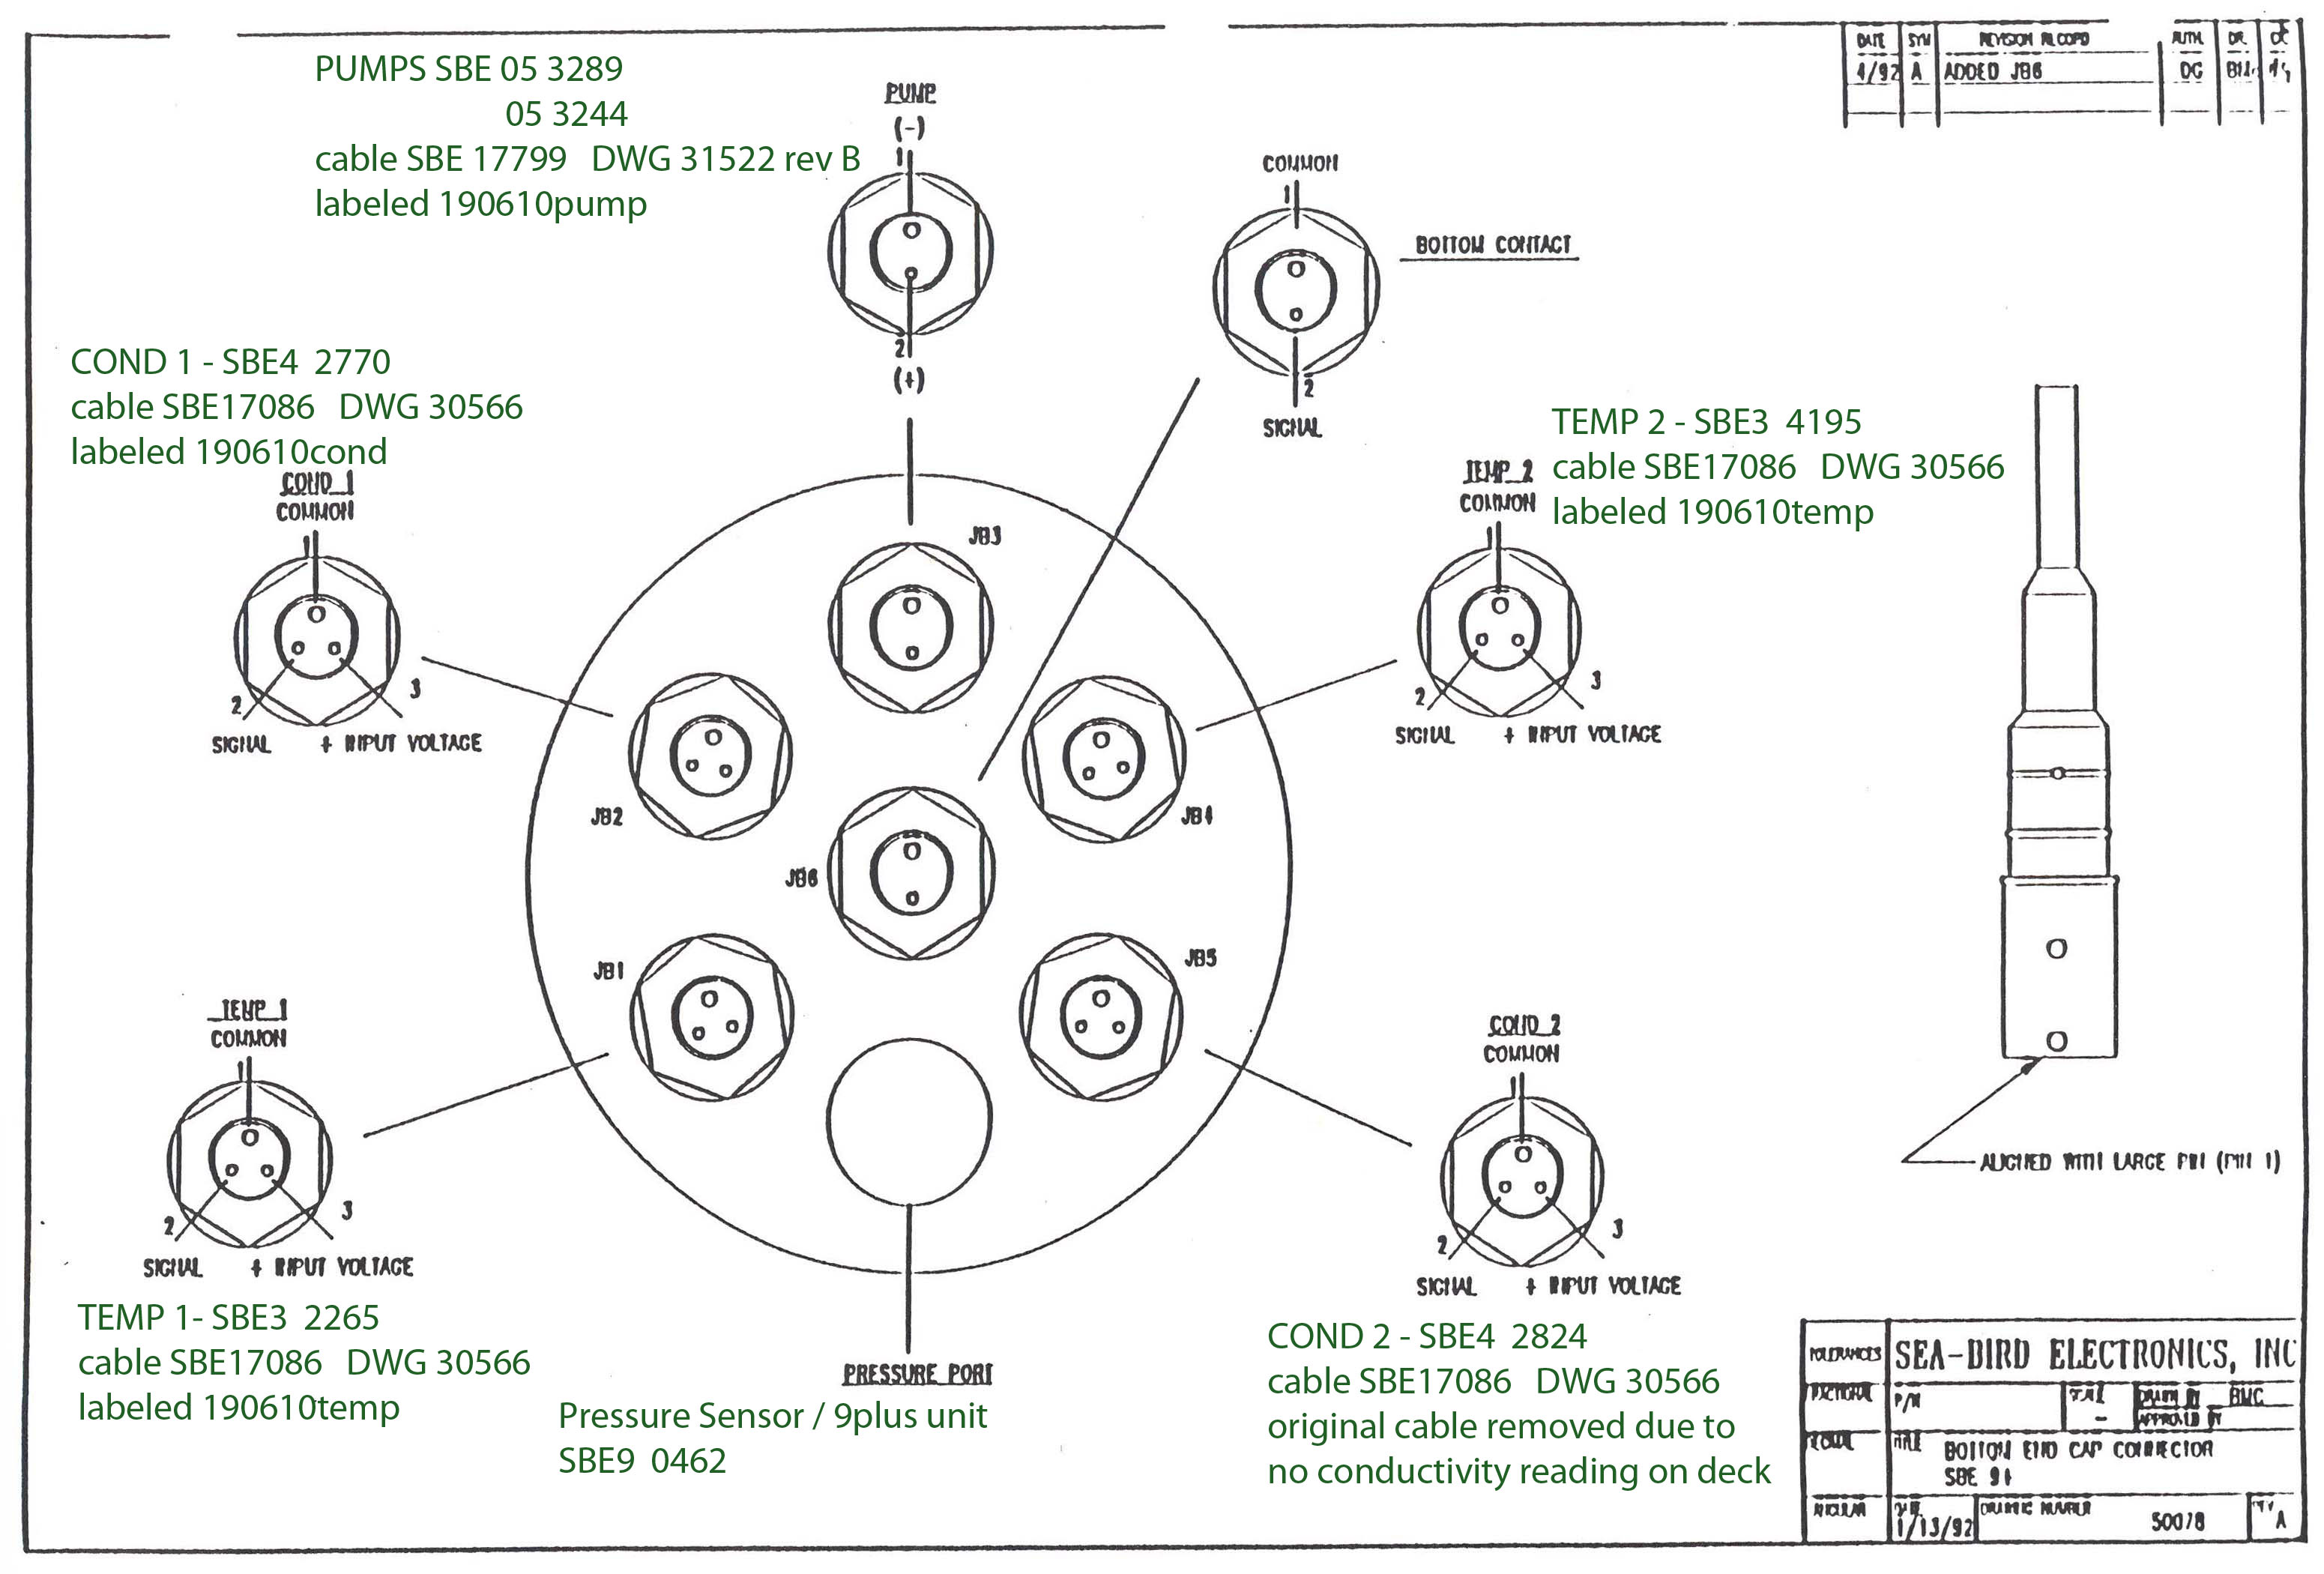 DATE SYM REVISION RECORD AUTH. DR. CK
4/92 A ADDED JB6 DG
PUMPS SBE 05 3289
05 3244
cable SBE 17799 DWG 31522 rev B
labeled 190610pump
PUMP
(-)
1
2
(+)
COMMON
1
BOTTOM CONTACT
2
SIGNAL
COND 1 - SBE4 2770
cable SBE17086 DWG 30566
labeled 190610cond
COND 1
COMMON
1
2
3
SIGNAL + INPUT VOLTAGE
TEMP 2 - SBE3 4195
cable SBE17086 DWG 30566
labeled 190610temp
TEMP 2
COMMON
1
2
3
SIGNAL + INPUT VOLTAGE
JB3
JB2
JB4
JB6
JB1
JB5
TEMP 1
COMMON
1
2
3
SIGNAL + INPUT VOLTAGE
TEMP 1- SBE3 2265
cable SBE17086 DWG 30566
labeled 190610temp
COND 2
COMMON
1
2
3
SIGNAL + INPUT VOLTAGE
COND 2 - SBE4 2824
cable SBE17086 DWG 30566
original cable removed due to
no conductivity reading on deck
PRESSURE PORT
Pressure Sensor / 9plus unit
SBE9 0462
ALIGNED WITH LARGE PIN (PIN 1)
TOLERANCES SEA-BIRD ELECTRONICS, INC
FRACTIONAL P/N DRAWN BY BWG
APPROVED BY
DECIMAL TITLE BOTTOM END CAP CONNECTOR
SBE 9+
ANGULAR DATE 1/13/92 DRAWING NUMBER 50078 REV A